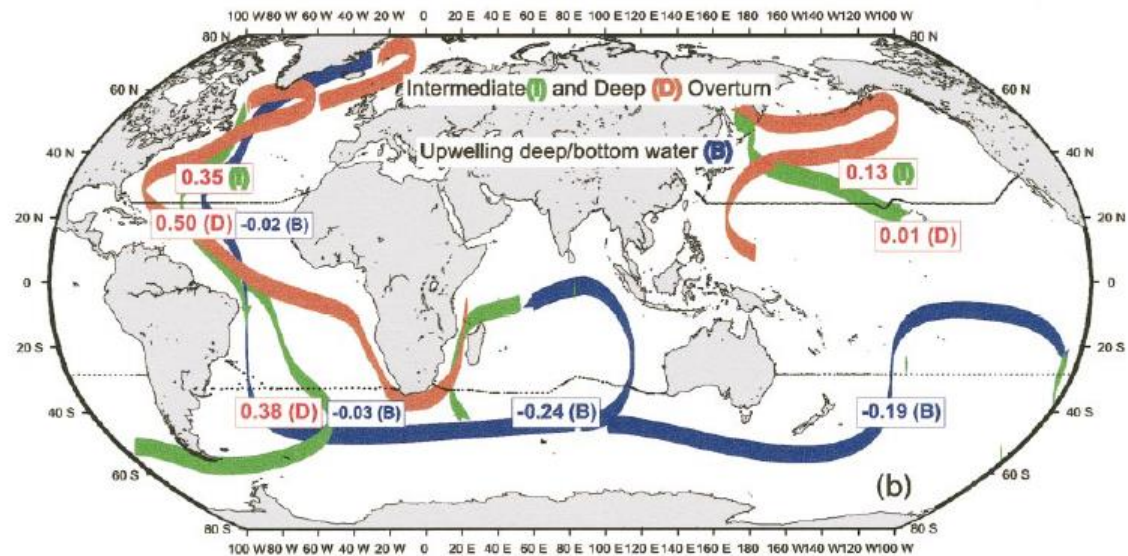 100 W 80 W 60 W 40 W 20 W 0 20 E 40 E 60 E 80 E 100 E 120 E 140 E 160 E 180 160 W 140 W 120 W 100 W
80 N 80 N
60 N 60 N
Intermediate(I) and Deep (D) Overturn
Upwelling deep/bottom water (B)
40 N 40 N
0.35 (I) 0.13 (I)
20 N 0.50 (D) -0.02 (B) 0.01 (D) 20 N
0 0
20 S 20 S
40 S 0.38 (D) -0.03 (B) -0.24 (B) -0.19 (B) 40 S
60 S (b) 60 S
80 S 80 S
100 W 80 W 60 W 40 W 20 W 0 20 E 40 E 60 E 80 E 100 E 120 E 140 E 160 E 180 160 W 140 W 120 W 100 W